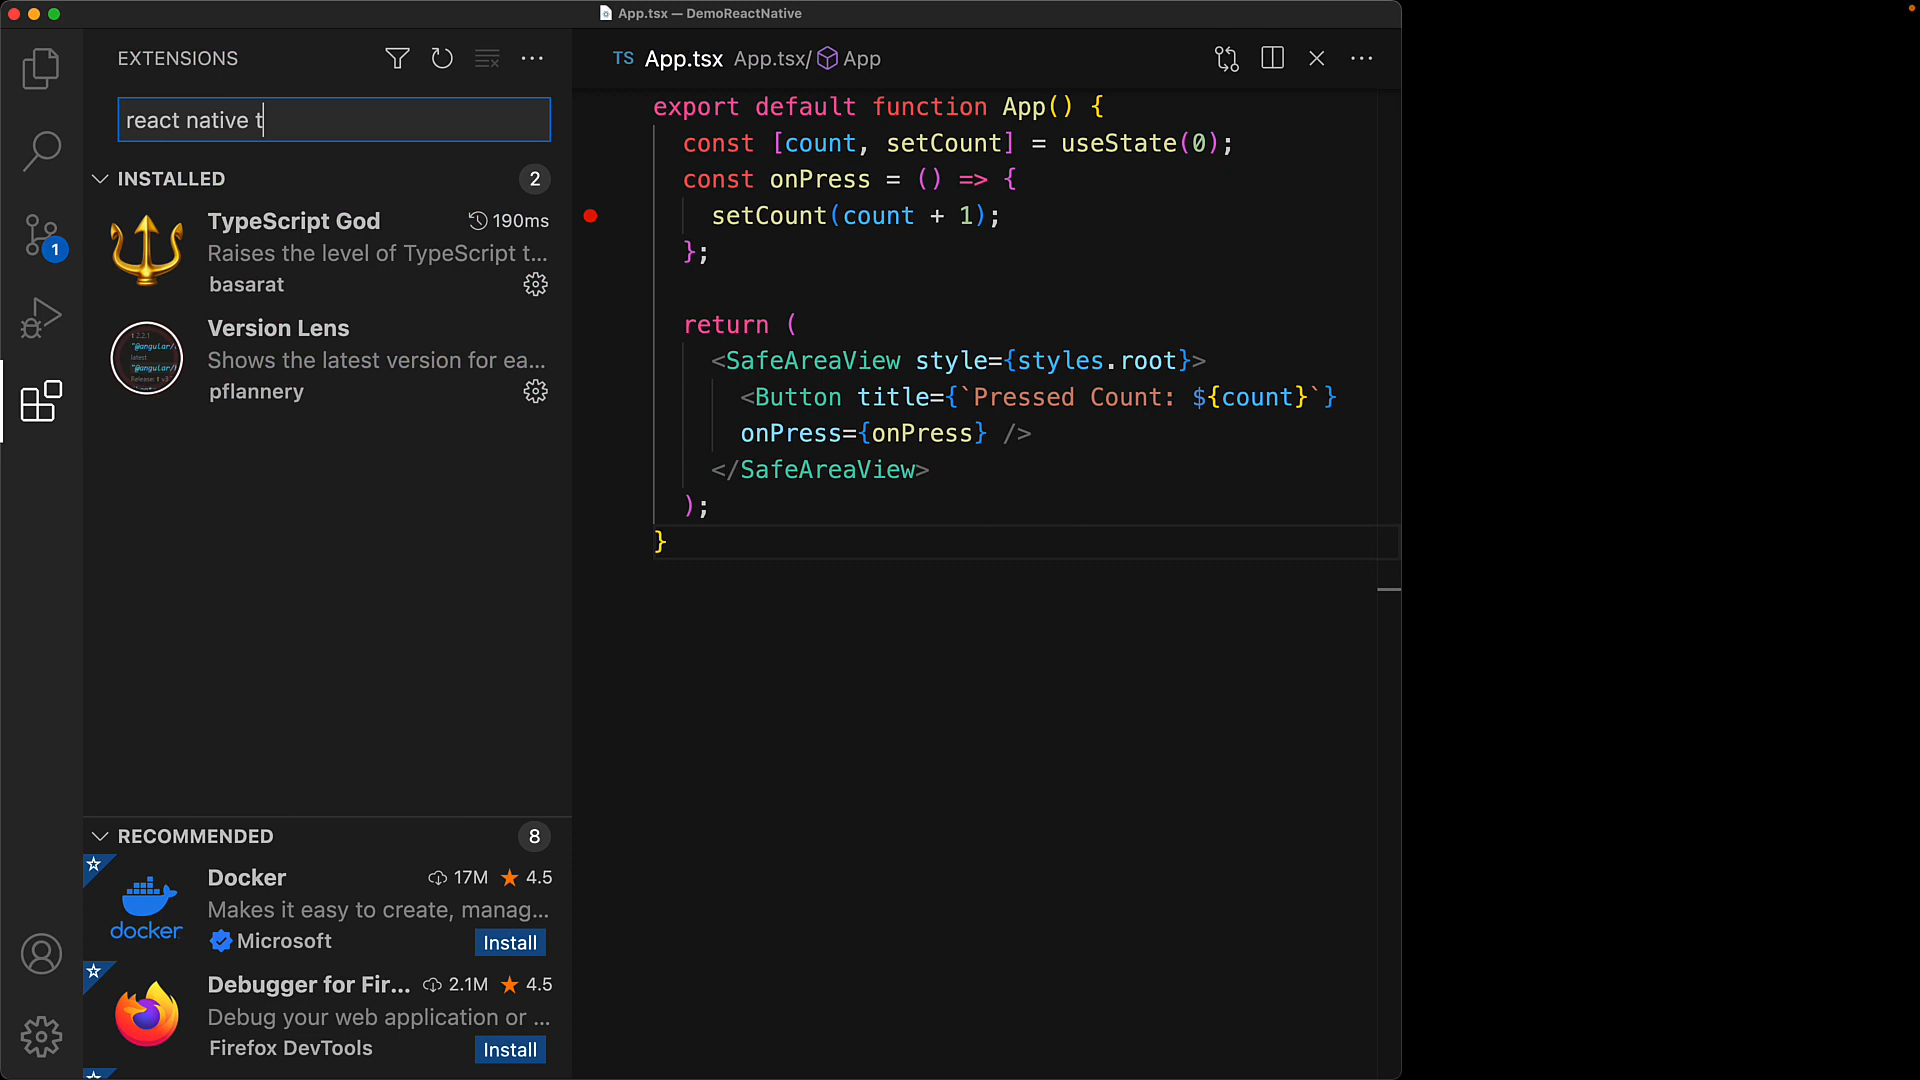 App.tsx — DemoReactNative
EXTENSIONS
react native t
INSTALLED
2
TypeScript God
190ms
Raises the level of TypeScript t...
basarat
Version Lens
Shows the latest version for ea...
pflannery
1
RECOMMENDED
8
Docker
17M
4.5
Makes it easy to create, manag...
docker
Microsoft
Install
Debugger for Fir...
2.1M
4.5
Debug your web application or ...
Firefox DevTools
Install
TS App.tsx App.tsx/ App
export default function App() {
const [count, setCount] = useState(0);
const onPress = () => {
setCount(count + 1);
};
return (
<SafeAreaView style={styles.root}>
<Button title={`Pressed Count: ${count}`}
onPress={onPress} />
</SafeAreaView>
);
}